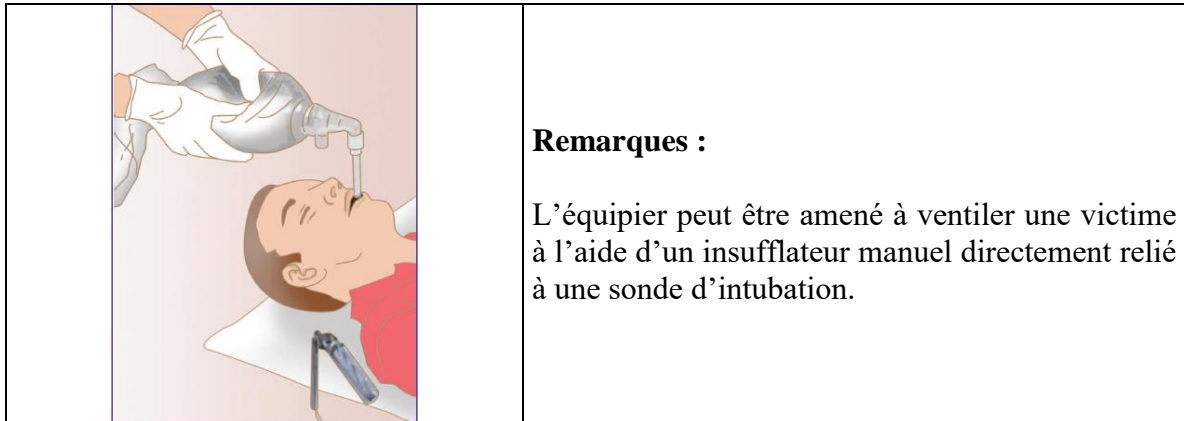 Remarques :
L’équipier peut être amené à ventiler une victime
à l’aide d’un insufflateur manuel directement relié
à une sonde d’intubation.